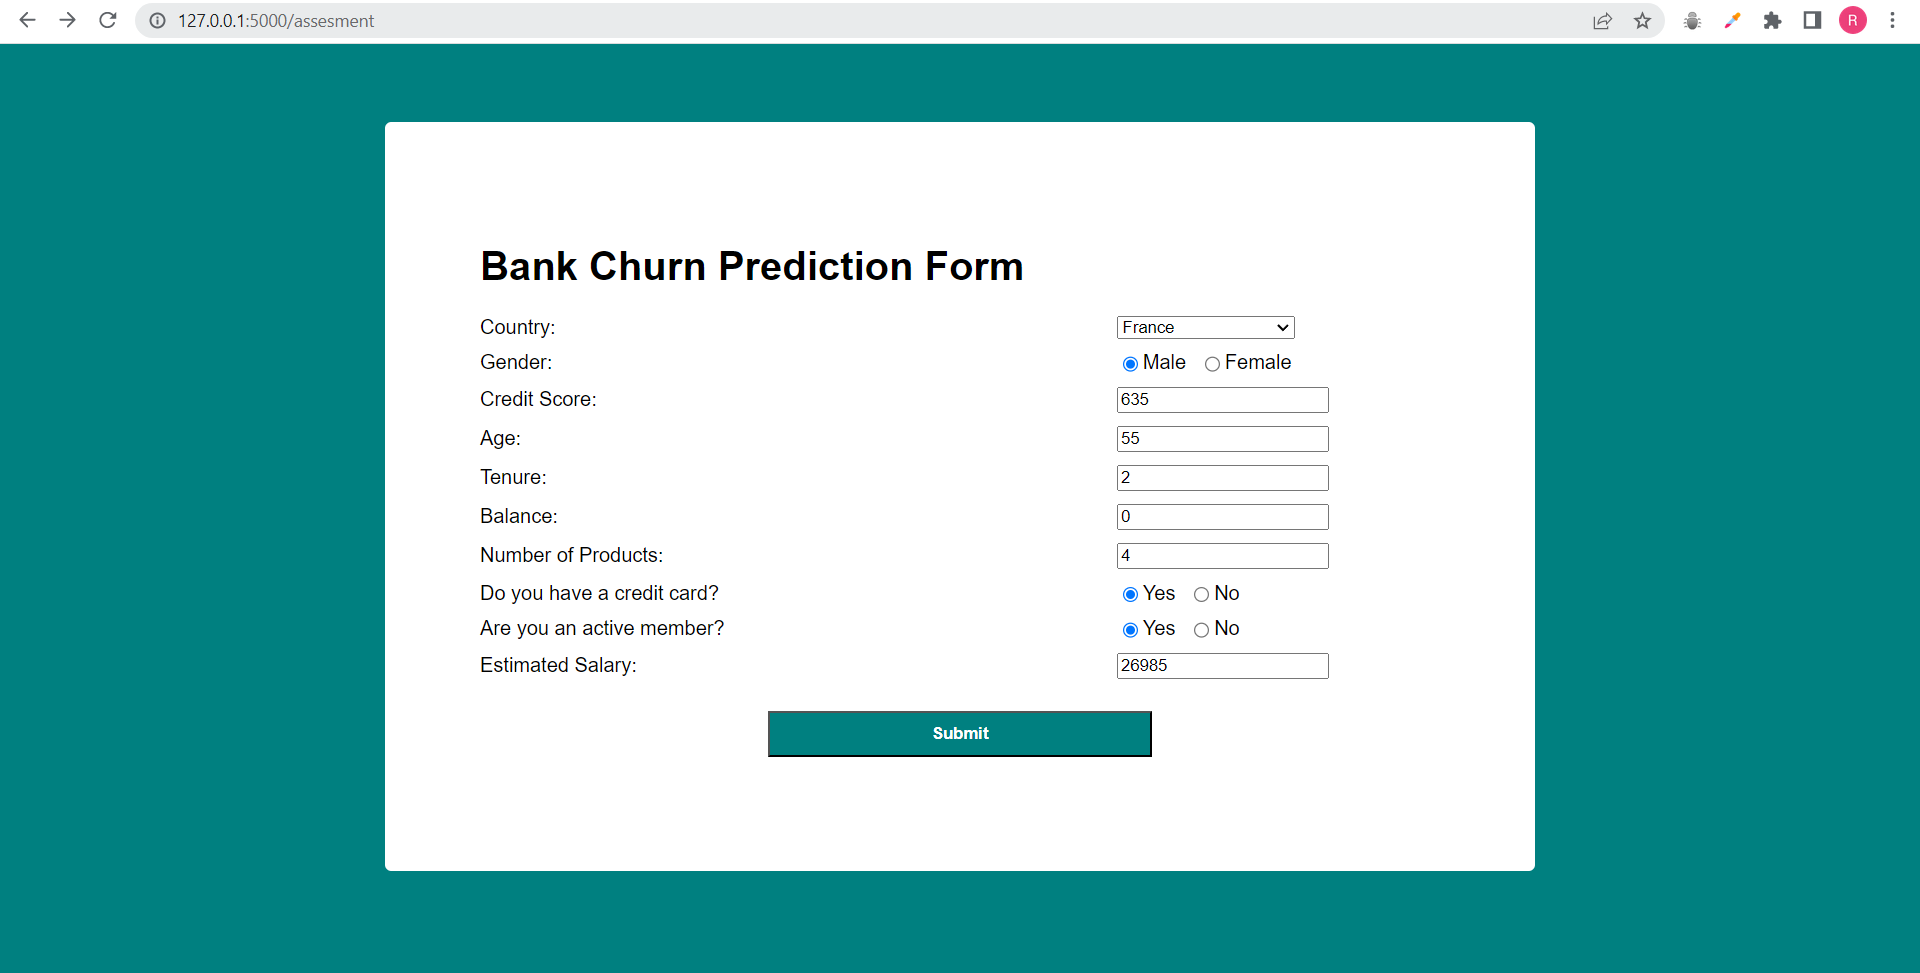 127.0.0.1:5000/assesment
R
Bank Churn Prediction Form
Country: France
Gender: Male Female
Credit Score: 635
Age: 55
Tenure: 2
Balance: 0
Number of Products: 4
Do you have a credit card? Yes No
Are you an active member? Yes No
Estimated Salary: 26985
Submit